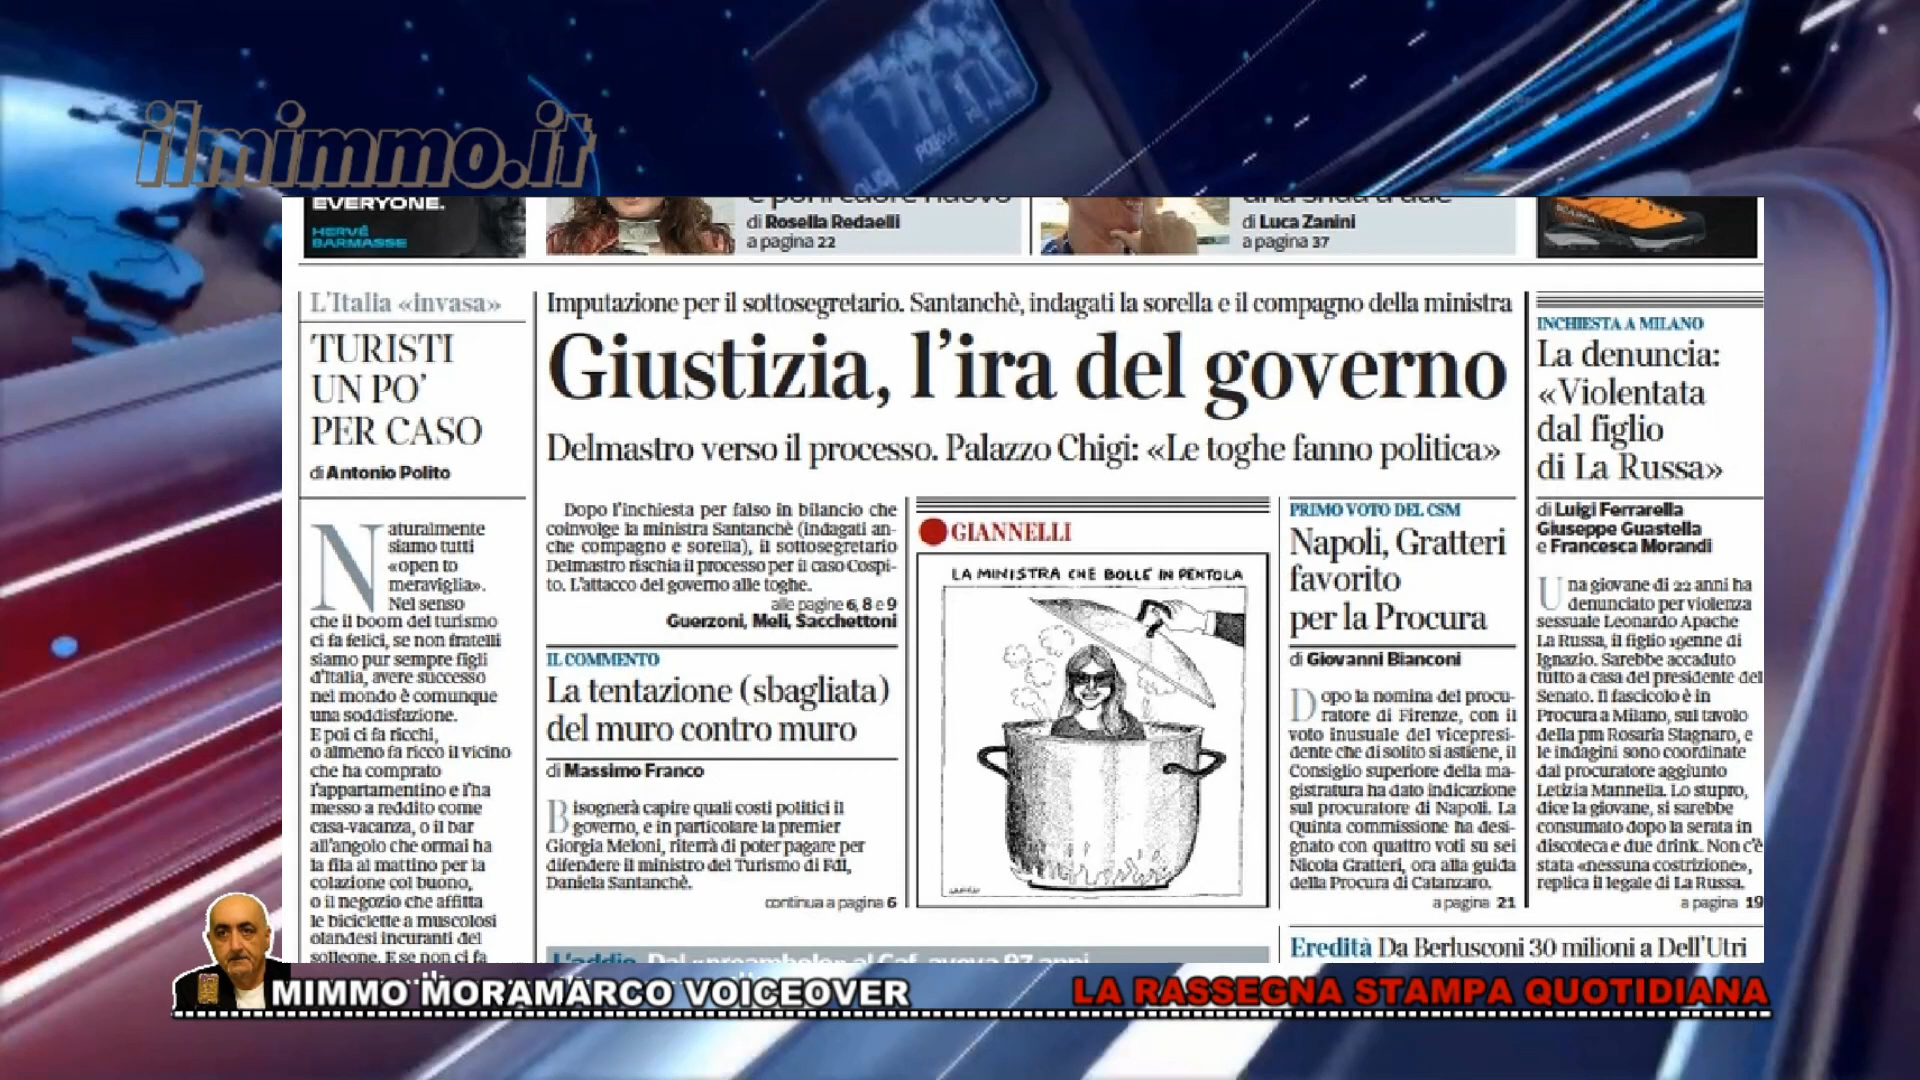 ilmimmo.it
EVERYONE.
HERVÉ
BARMASSE
di Rosella Redaelli
a pagina 22
di Luca Zanini
a pagina 37
L'Italia «invasa»
TURISTI
UN PO'
PER CASO
di Antonio Polito
Naturalmente
siamo tutti
«open to
meraviglia».
Nel senso
che il boom del turismo
ci fa felici, se non fratelli
siamo pur sempre figli
d'Italia, avere successo
nel mondo è comunque
una soddisfazione.
E poi ci fa ricchi,
o almeno fa ricco il vicino
che ha comprato
l'appartamentino e l'ha
messo a reddito come
casa-vacanza, o il bar
all'angolo che ormai ha
la fila al mattino per la
colazione col buono,
o il negozio che affitta
le biciclette a muscolosi
olandesi incuranti del
solleone. E se non ci fa
Imputazione per il sottosegretario. Santanchè, indagati la sorella e il compagno della ministra
Giustizia, l'ira del governo
Delmastro verso il processo. Palazzo Chigi: «Le toghe fanno politica»
Dopo l'inchiesta per falso in bilancio che
coinvolge la ministra Santanchè (indagati an-
che compagno e sorella), il sottosegretario
Delmastro rischia il processo per il caso Cospi-
to. L'attacco del governo alle toghe.
alle pagine 6, 8 e 9
Guerzoni, Meli, Sacchettoni
IL COMMENTO
La tentazione (sbagliata)
del muro contro muro
di Massimo Franco
Bisognerà capire quali costi politici il
governo, e in particolare la premier
Giorgia Meloni, riterrà di poter pagare per
difendere il ministro del Turismo di FdI,
Daniela Santanchè.
continua a pagina 6
GIANNELLI
LA MINISTRA CHE BOLLE IN PENTOLA
PRIMO VOTO DEL CSM
Napoli, Gratteri
favorito
per la Procura
di Giovanni Bianconi
Dopo la nomina del procu-
ratore di Firenze, con il
voto inusuale del vicepresi-
dente che di solito si astiene, il
Consiglio superiore della ma-
gistratura ha dato indicazione
sul procuratore di Napoli. La
Quinta commissione ha desi-
gnato con quattro voti su sei
Nicola Gratteri, ora alla guida
della Procura di Catanzaro.
a pagina 21
INCHIESTA A MILANO
La denuncia:
«Violentata
dal figlio
di La Russa»
di Luigi Ferrarella
Giuseppe Guastella
e Francesca Morandi
Una giovane di 22 anni ha
denunciato per violenza
sessuale Leonardo Apache
La Russa, il figlio 19enne di
Ignazio. Sarebbe accaduto
tutto a casa del presidente del
Senato. Il fascicolo è in
Procura a Milano, sul tavolo
della pm Rosaria Stagnaro, e
le indagini sono coordinate
dal procuratore aggiunto
Letizia Mannella. Lo stupro,
dice la giovane, si sarebbe
consumato dopo la serata in
discoteca e due drink. Non c'è
stata «nessuna costrizione»,
replica il legale di La Russa.
a pagina 19
Eredità Da Berlusconi 30 milioni a Dell'Utri
L'addio Dal «preambolo» al Caf, aveva 97 anni
MIMMO MORAMARCO VOICEOVER
LA RASSEGNA STAMPA QUOTIDIANA